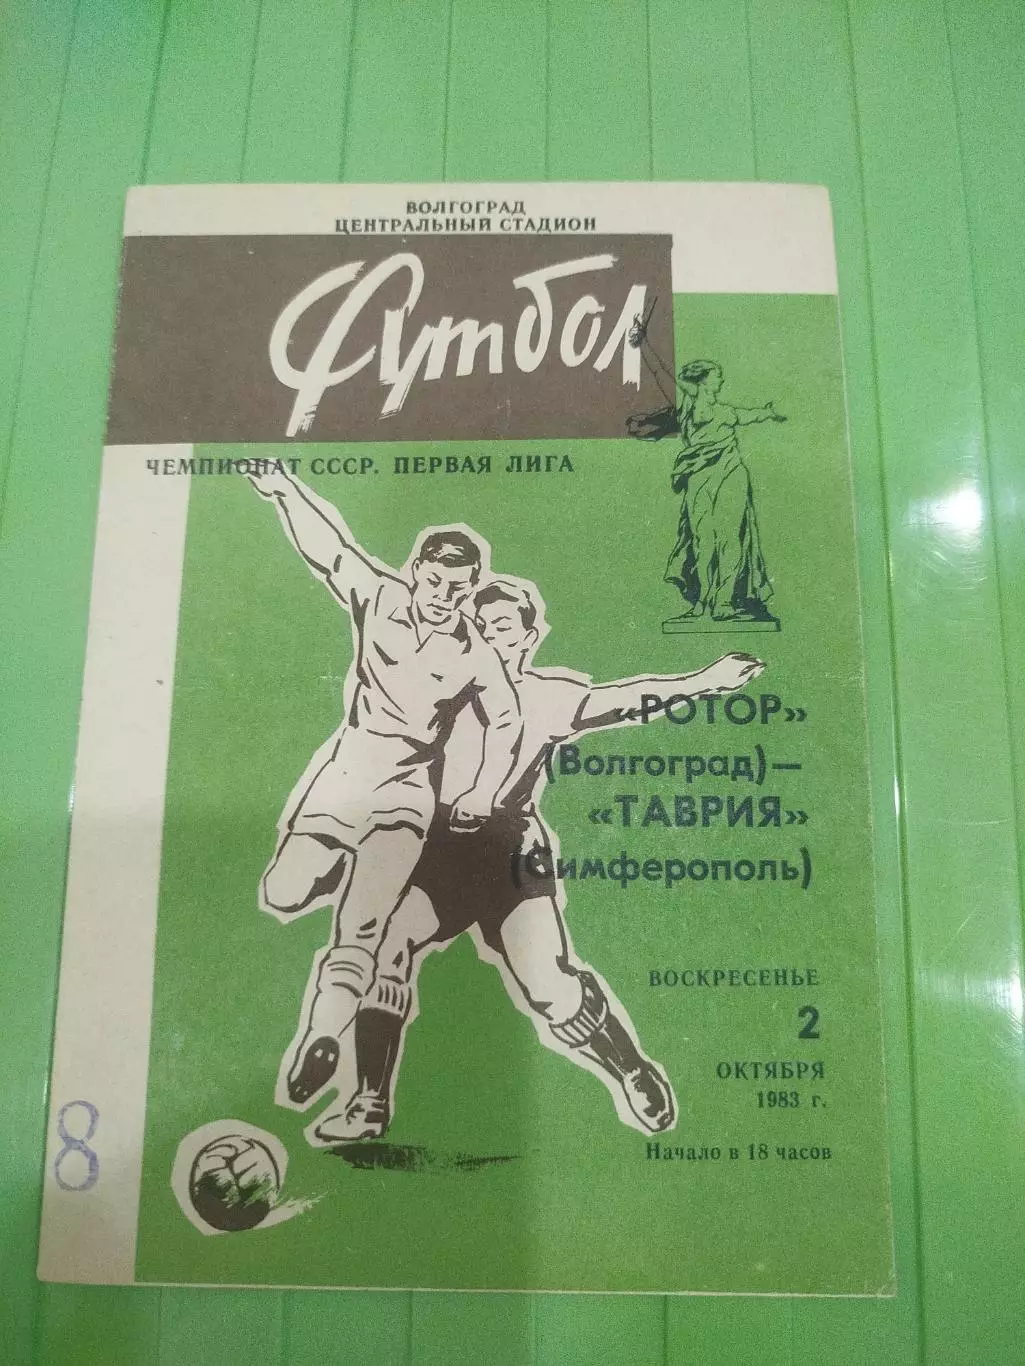 ВОЛГОГРАД
ЦЕНТРАЛЬНЫЙ СТАДИОН
Футбол
ЧЕМПИОНАТ СССР. ПЕРВАЯ ЛИГА
«РОТОР»
(Волгоград)—
«ТАВРИЯ»
(Симферополь)
ВОСКРЕСЕНЬЕ
2
ОКТЯБРЯ
1983 г.
Начало в 18 часов
8